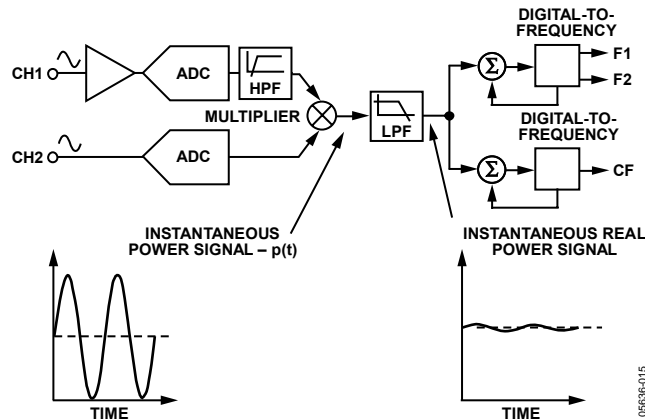 DIGITAL-TO-
FREQUENCY
CH1
ADC
HPF
Σ
F1
F2
MULTIPLIER
LPF
DIGITAL-TO-
FREQUENCY
CH2
ADC
Σ
CF
INSTANTANEOUS
POWER SIGNAL – p(t)
INSTANTANEOUS REAL
POWER SIGNAL
TIME
TIME
05636-015